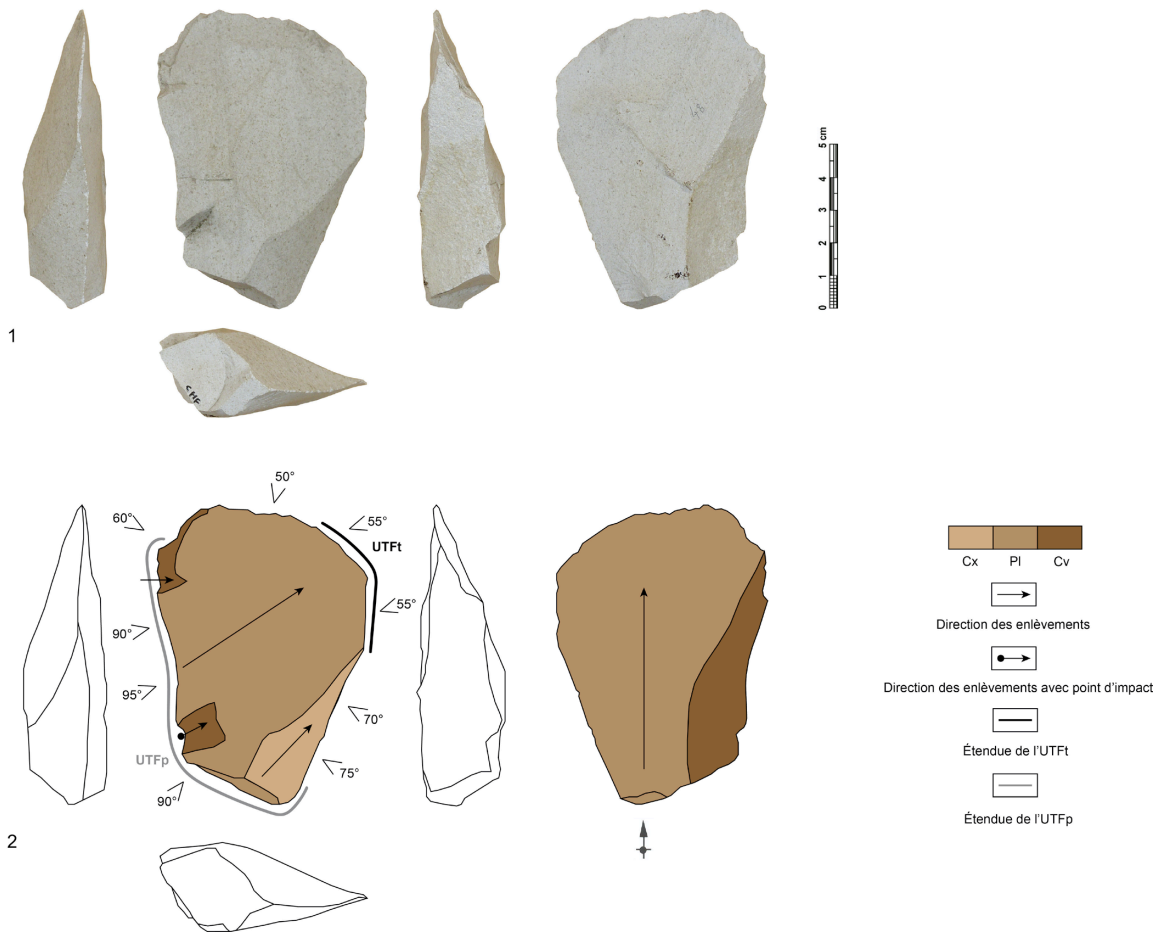 5 cm
4
3
2
1
0
1
CHF
50°
60°
55°
UTFt
55°
90°
95°
70°
UTFp
75°
90°
2
Cx Pl Cv
Direction des enlèvements
Direction des enlèvements avec point d'impact
Étendue de l'UTFt
Étendue de l'UTFp